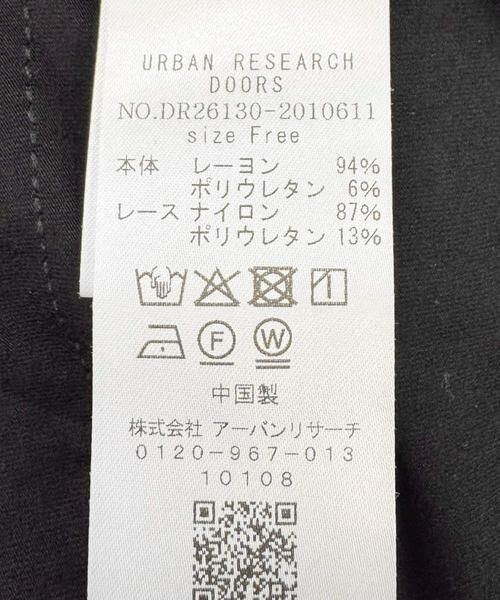 URBAN RESEARCH
DOORS
NO.DR26130-2010611
size Free
本体 レーヨン 94%
ポリウレタン 6%
レース ナイロン 87%
ポリウレタン 13%
F W
中国製
株式会社 アーバンリサーチ
0120-967-013
10108